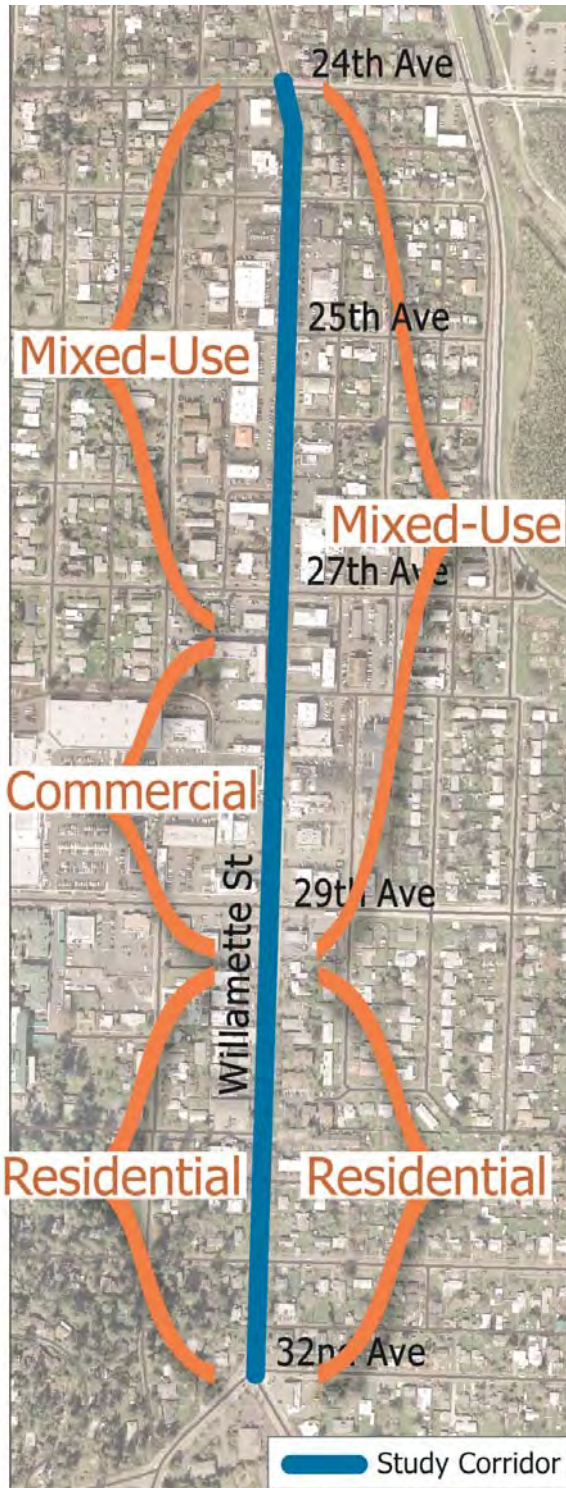 24th Ave
25th Ave
Mixed-Use
Mixed-Use
27th Ave
Commercial
29th Ave
Willamette St
Residential
Residential
32nd Ave
Study Corridor